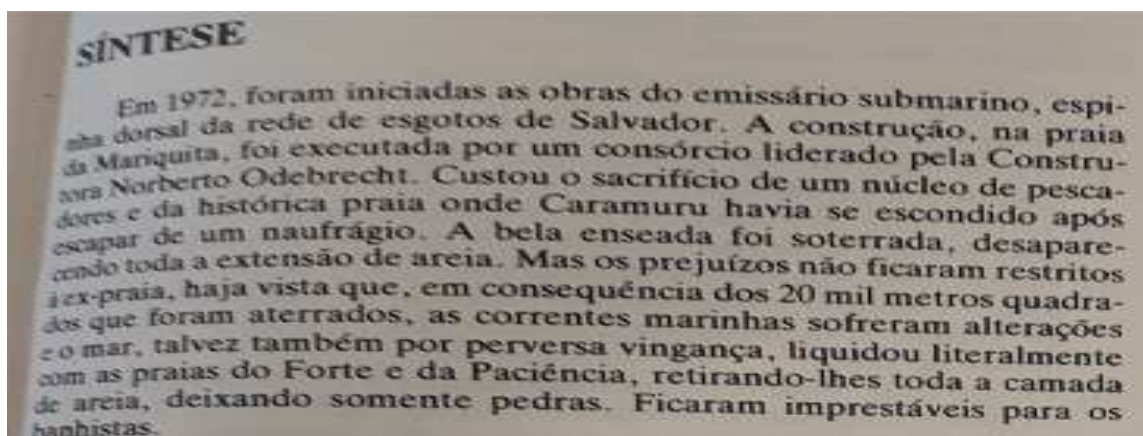 SÍNTESE
Em 1972, foram iniciadas as obras do emissário submarino, espi-
nha dorsal da rede de esgotos de Salvador. A construção, na praia
da Mariquita, foi executada por um consórcio liderado pela Constru-
tora Norberto Odebrecht. Custou o sacrifício de um núcleo de pesca-
dores e da histórica praia onde Caramuru havia se escondido após
escapar de um naufrágio. A bela enseada foi soterrada, desapare-
cendo toda a extensão de areia. Mas os prejuízos não ficaram restritos
à ex-praia, haja vista que, em consequência dos 20 mil metros quadra-
dos que foram aterrados, as correntes marinhas sofreram alterações
e o mar, talvez também por perversa vingança, liquidou literalmente
com as praias do Forte e da Paciência, retirando-lhes toda a camada
de areia, deixando somente pedras. Ficaram imprestáveis para os
banhistas.